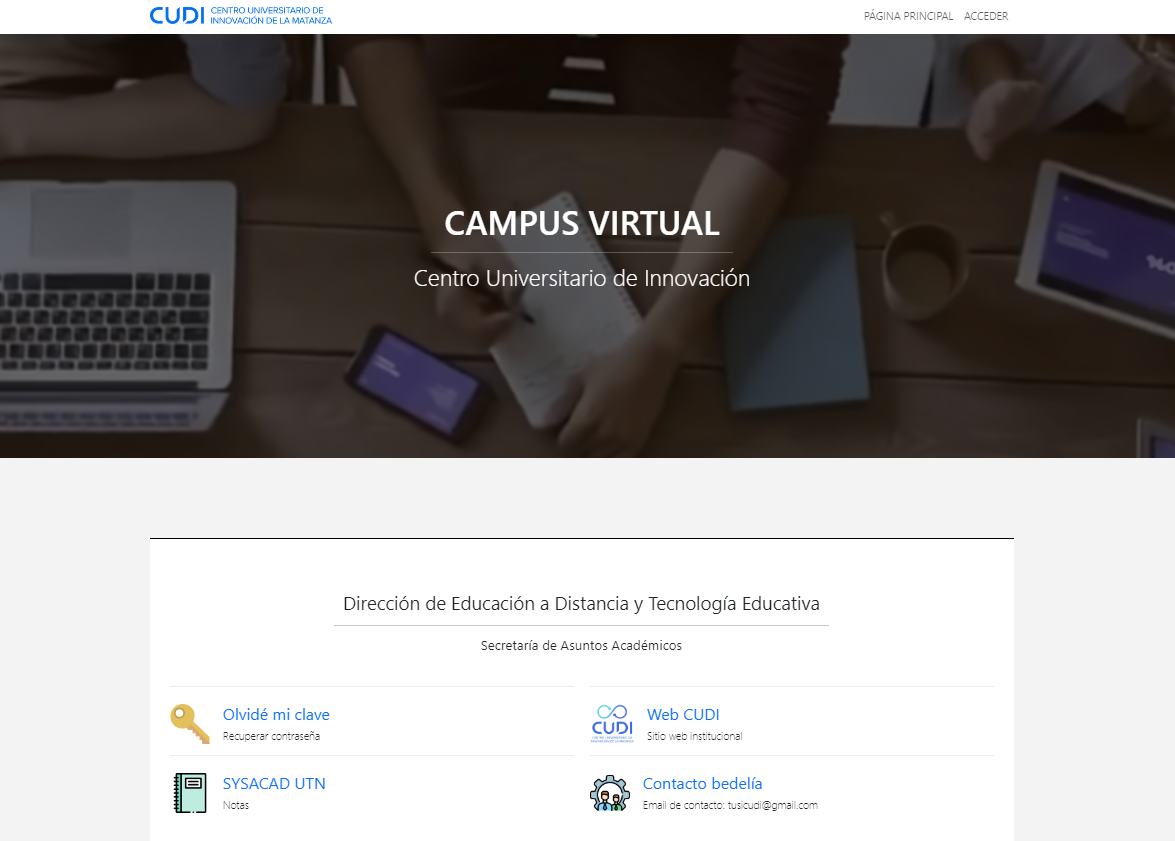 CUDI CENTRO UNIVERSITARIO DE
INNOVACIÓN DE LA MATANZA
PÁGINA PRINCIPAL ACCEDER
CAMPUS VIRTUAL
Centro Universitario de Innovación
Dirección de Educación a Distancia y Tecnología Educativa
Secretaría de Asuntos Académicos
Olvidé mi clave
Recuperar contraseña
CUDI
Web CUDI
Sitio web institucional
SYSACAD UTN
Notas
Contacto bedelía
Email de contacto: tusicudi@gmail.com